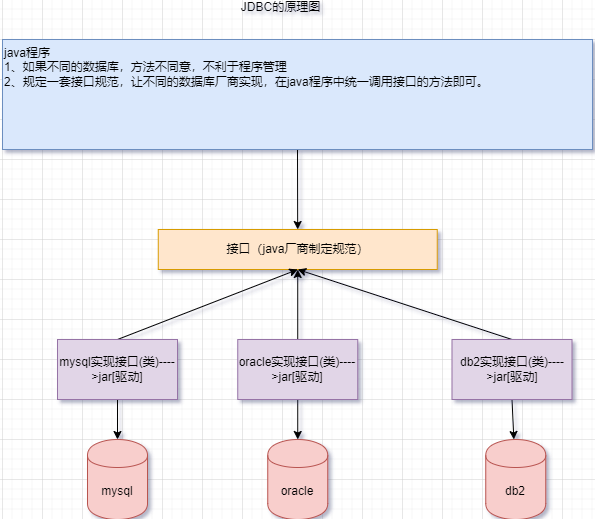 JDBC的原理图
java程序
1、如果不同的数据库，方法不同意，不利于程序管理
2、规定一套接口规范，让不同的数据库厂商实现，在java程序中统一调用接口的方法即可。
接口（java厂商制定规范）
mysql实现接口(类)----
>jar[驱动]
oracle实现接口(类)----
>jar[驱动]
db2实现接口(类)----
>jar[驱动]
mysql
oracle
db2